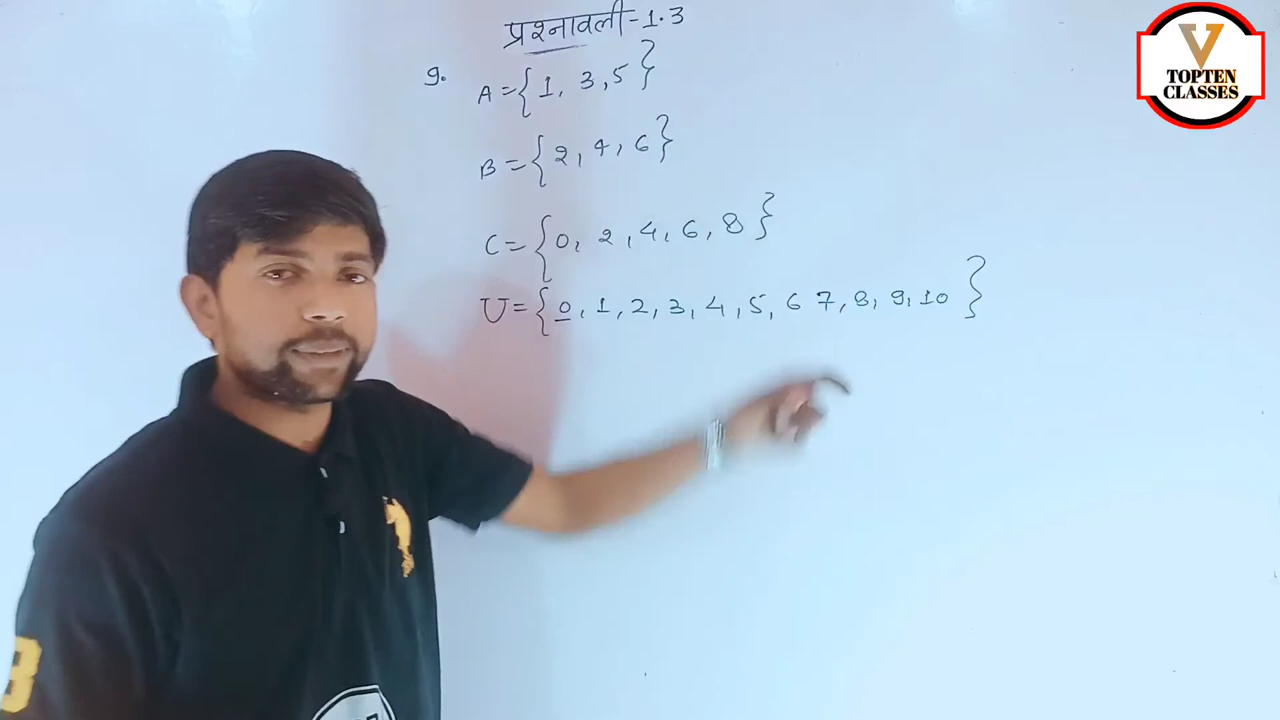 प्रश्नावली-1.3
9.
A={1, 3,5}
B={2,4,6}
C={0, 2,4,6,8}
U={0,1,2,3,4,5,6 7,8,9,10}
V
TOPTEN
CLASSES